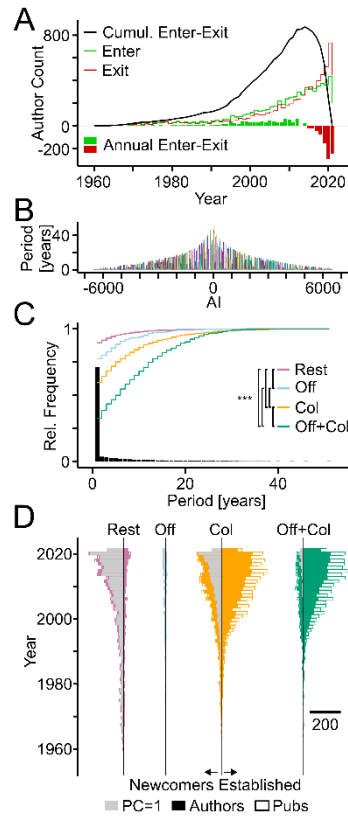 A
Cumul. Enter-Exit
Enter
Exit
Annual Enter-Exit
Author Count
800
400
0
-200
1960 1980 2000 2020
Year
B
Period
[years]
40
0
-6000 0 6000
AI
C
Rel. Frequency
1
0
***
Rest
Off
Col
Off+Col
0 20 40
Period [years]
D
Rest Off Col Off+Col
Year
2020
2000
1980
1960
200
Newcomers Established
PC=1 Authors Pubs